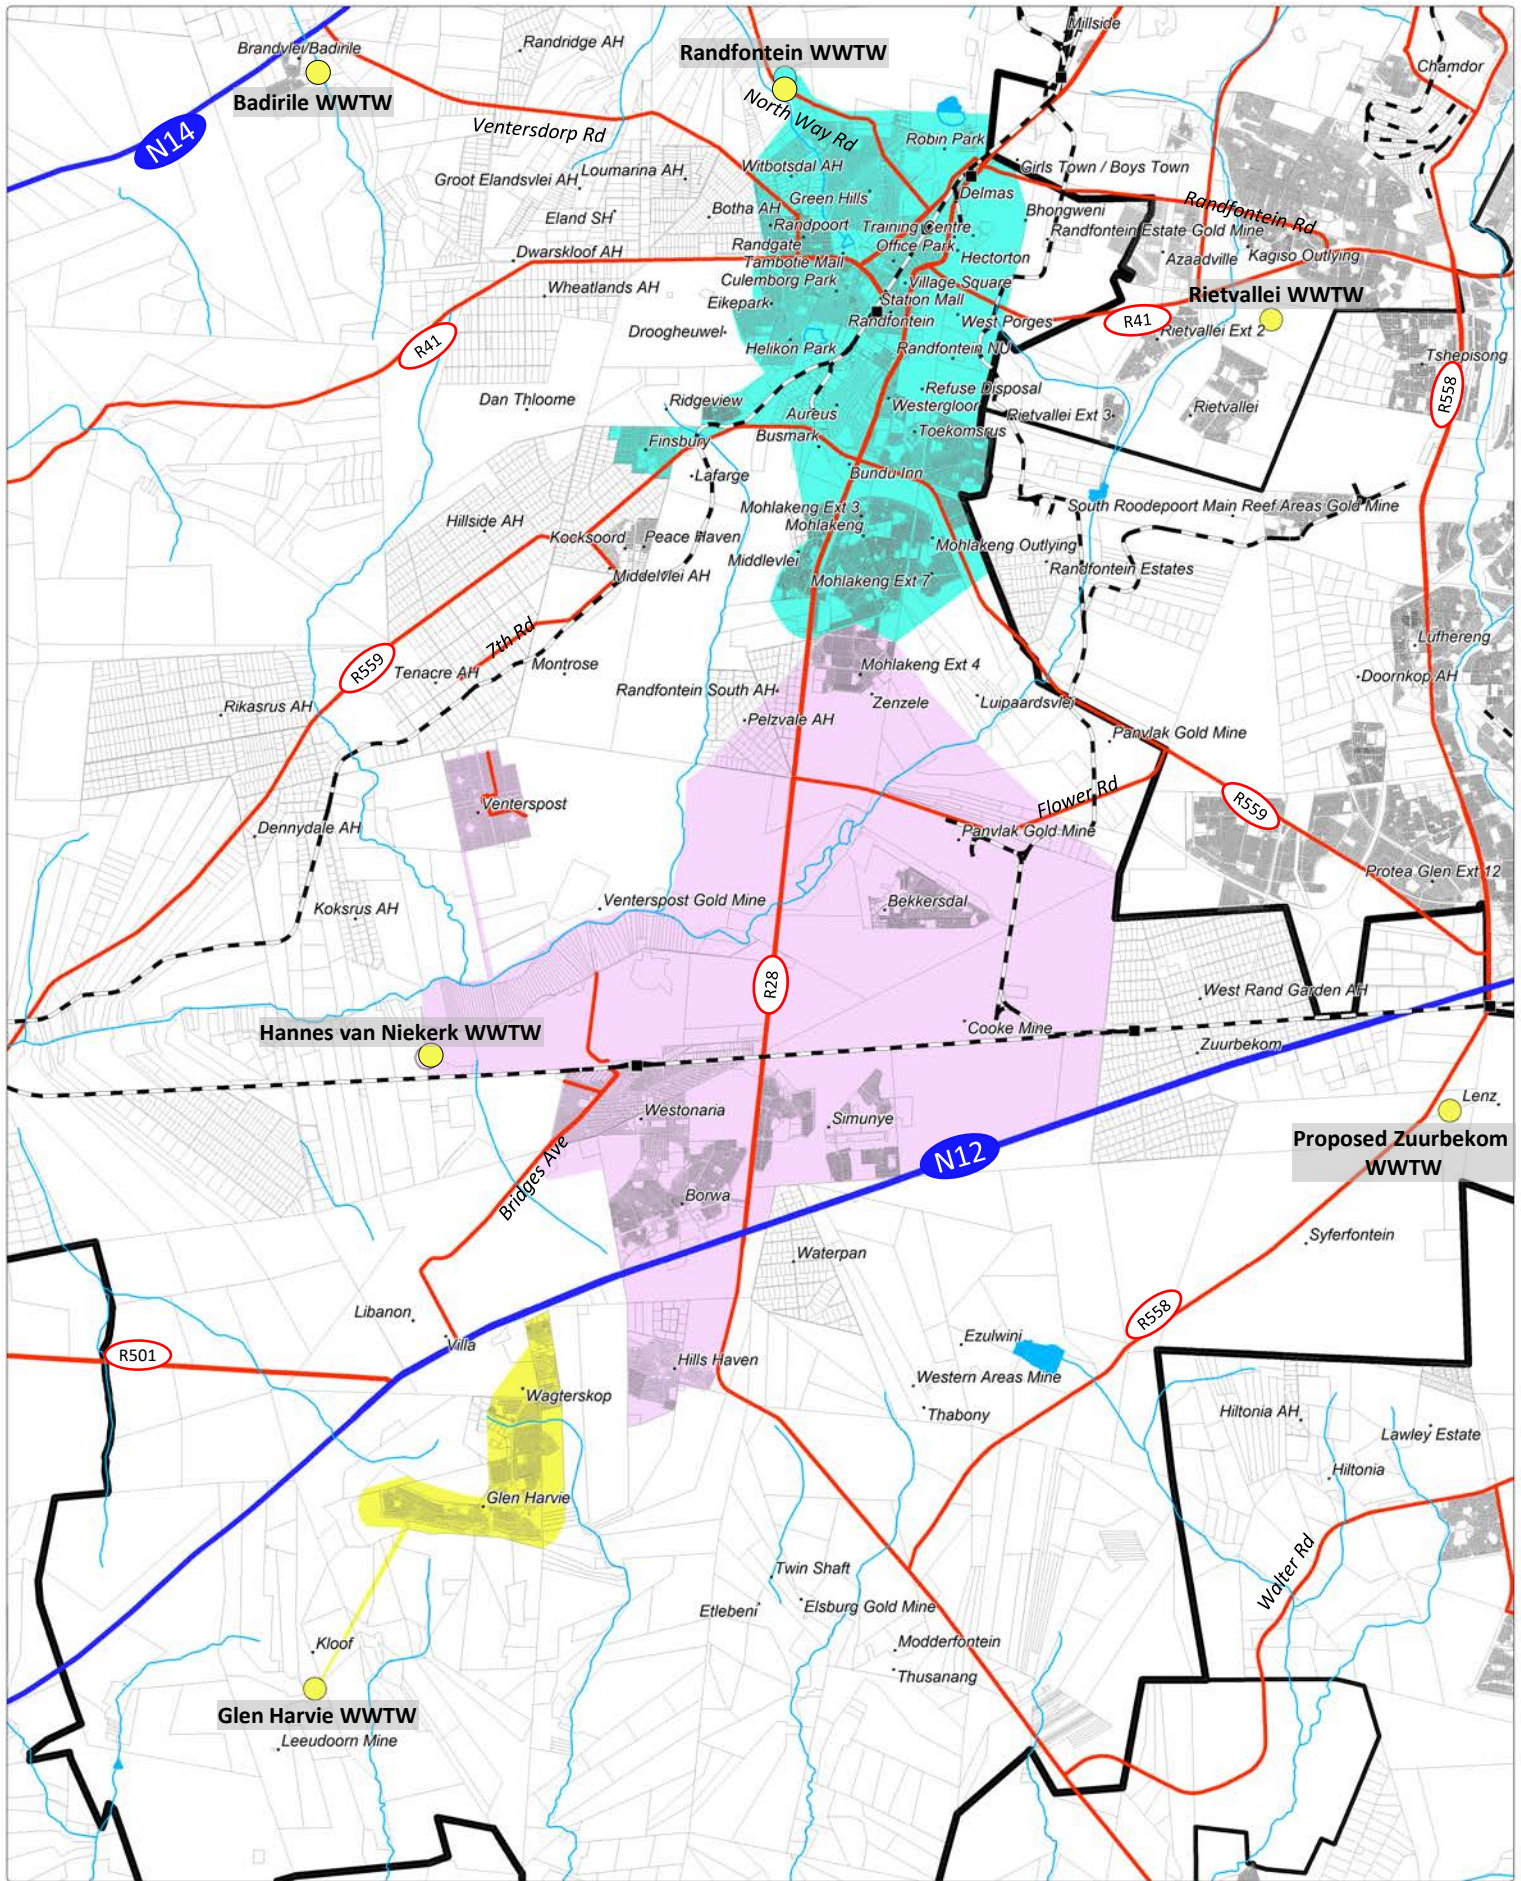 Millside
Brandvlei/Badirile
Randridge AH
Randfontein WWTW
Chamdor
Badirile WWTW
N14
Ventersdorp Rd
North Way Rd
Robin Park
Witbotsdal AH
Girls Town / Boys Town
Groot Elandsvlei AH
Loumarina AH
Green Hills
Delmas
Randfontein Rd
Botha AH
Bhongweni
Eland SH
Randpoort
Training Centre
Randfontein Estate Gold Mine
Randgate
Office Park
Dwarskloof AH
Tambotie Mall
Hectorton
Azaadville
Kagiso Outlying
Culemborg Park
Village Square
Wheatlands AH
Eikepark
Station Mall
Rietvallei WWTW
Droogheuwel
Randfontein
West Porges
R41
Rietvallei Ext 2
R41
Helikon Park
Randfontein NU
Tshepisong
R558
Refuse Disposal
Dan Thloome
Ridgeview
Aureus
Westergloor
Rietvallei Ext 3
Rietvallei
Finsbury
Busmark
Toekomsrus
Lafarge
Bundu Inn
Mohlakeng Ext 3
South Roodepoort Main Reef Areas Gold Mine
Hillside AH
Mohlakeng
Kocksoord
Peace Haven
Mohlakeng Outlying
Middlevlei
Randfontein Estates
Middelvlei AH
Mohlakeng Ext 7
7th Rd
Lufhereng
R559
Tenacre AH
Montrose
Mohlakeng Ext 4
Doornkop AH
Randfontein South AH
Zenzele
Luipaardsvlei
Rikasrus AH
Pelzvale AH
Panvlak Gold Mine
Flower Rd
R559
Venterspost
Dennydale AH
Panvlak Gold Mine
Protea Glen Ext 12
Koksrus AH
Venterspost Gold Mine
Bekkersdal
R28
West Rand Garden AH
Hannes van Niekerk WWTW
Cooke Mine
Zuurbekom
Lenz
Westonaria
Simunye
Proposed Zuurbekom
WWTW
N12
Bridges Ave
Borwa
Syferfontein
Waterpan
Libanon
R558
Ezulwini
Villa
R501
Hills Haven
Western Areas Mine
Wagterskop
Thabony
Hiltonia AH
Lawley Estate
Hiltonia
Glen Harvie
Walter Rd
Twin Shaft
Etlebeni
Elsburg Gold Mine
Kloof
Modderfontein
Thusanang
Glen Harvie WWTW
Leeudoorn Mine